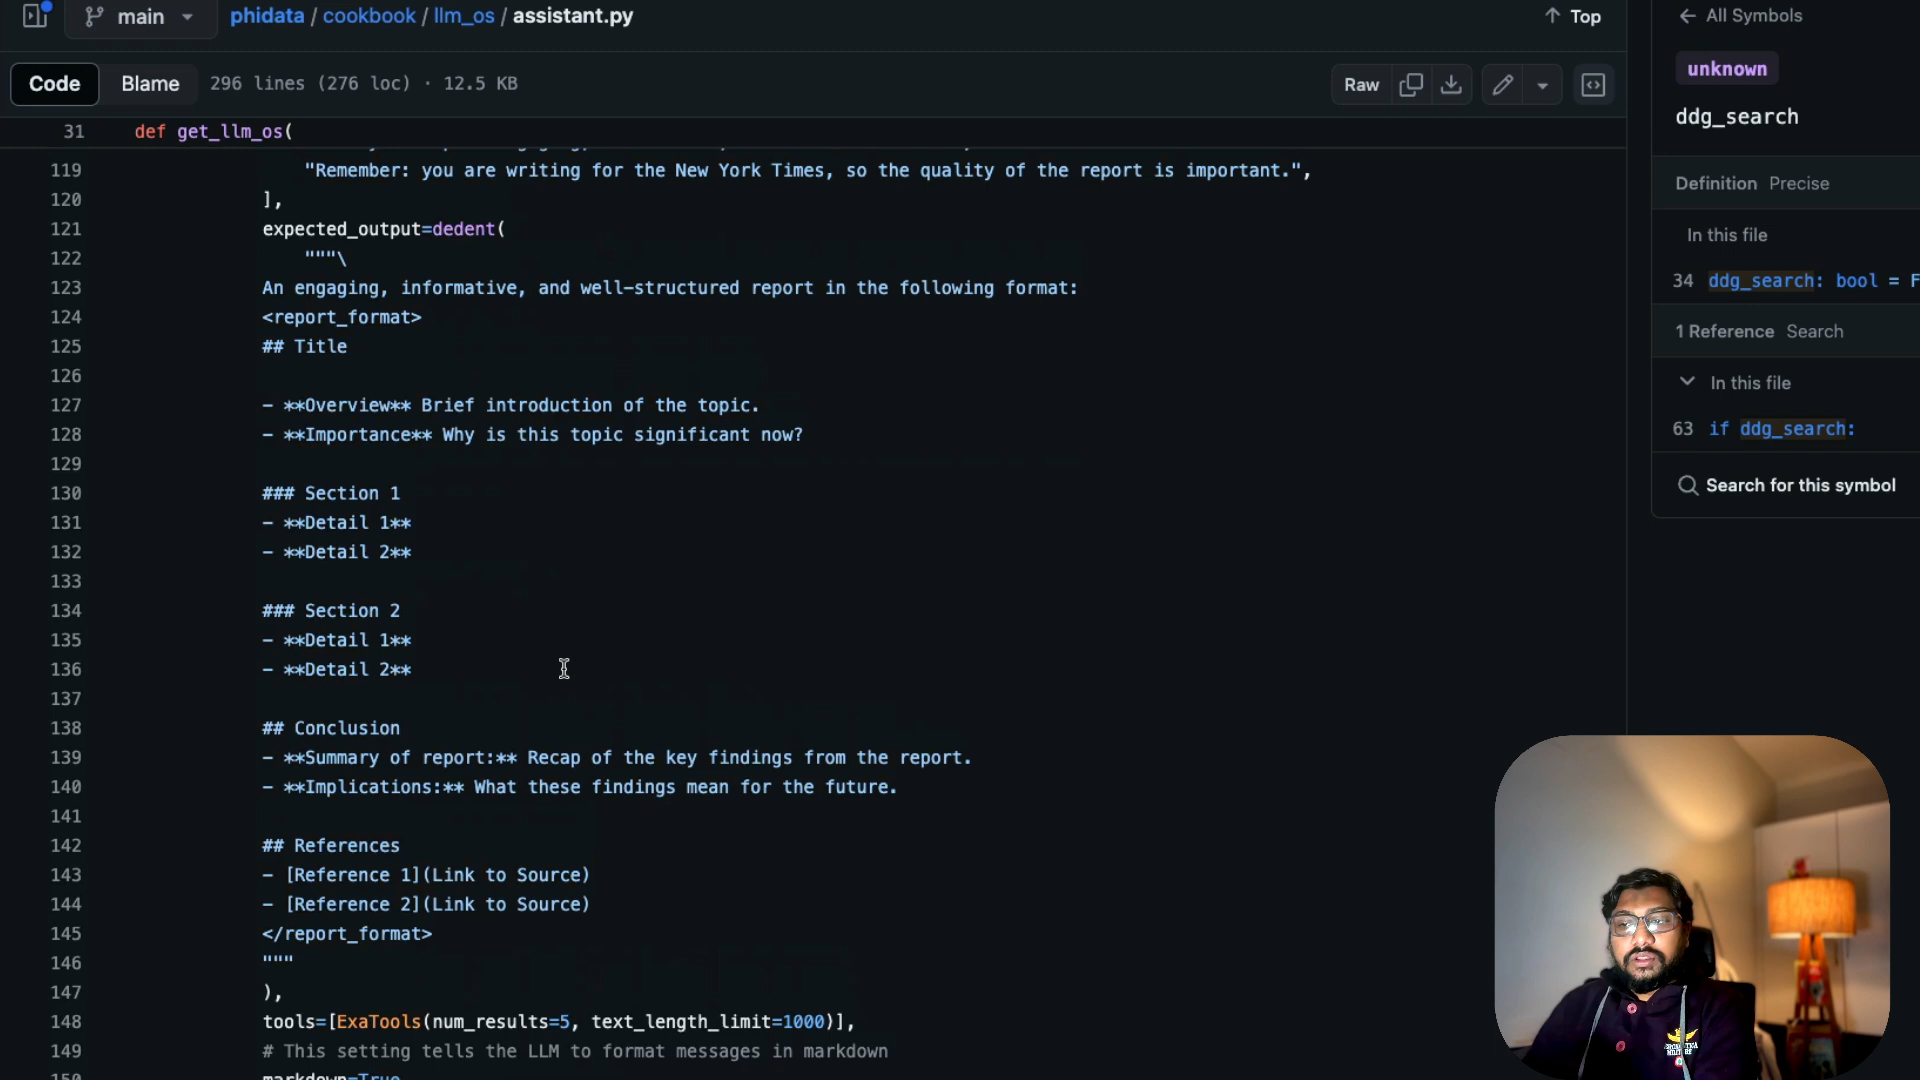 main
phidata / cookbook / llm_os / assistant.py
Top
Code Blame 296 lines (276 loc) · 12.5 KB
Raw
31 def get_llm_os(
119 "Remember: you are writing for the New York Times, so the quality of the report is important.",
120 ],
121 expected_output=dedent(
122 """\
123 An engaging, informative, and well-structured report in the following format:
124 <report_format>
125 ## Title
126
127 - **Overview** Brief introduction of the topic.
128 - **Importance** Why is this topic significant now?
129
130 ### Section 1
131 - **Detail 1**
132 - **Detail 2**
133
134 ### Section 2
135 - **Detail 1**
136 - **Detail 2**
137
138 ## Conclusion
139 - **Summary of report:** Recap of the key findings from the report.
140 - **Implications:** What these findings mean for the future.
141
142 ## References
143 - [Reference 1](Link to Source)
144 - [Reference 2](Link to Source)
145 </report_format>
146 """
147 ),
148 tools=[ExaTools(num_results=5, text_length_limit=1000)],
149 # This setting tells the LLM to format messages in markdown
150 markdown=True
All Symbols
unknown
ddg_search
Definition Precise
In this file
34 ddg_search: bool = F
1 Reference Search
In this file
63 if ddg_search:
Search for this symbol